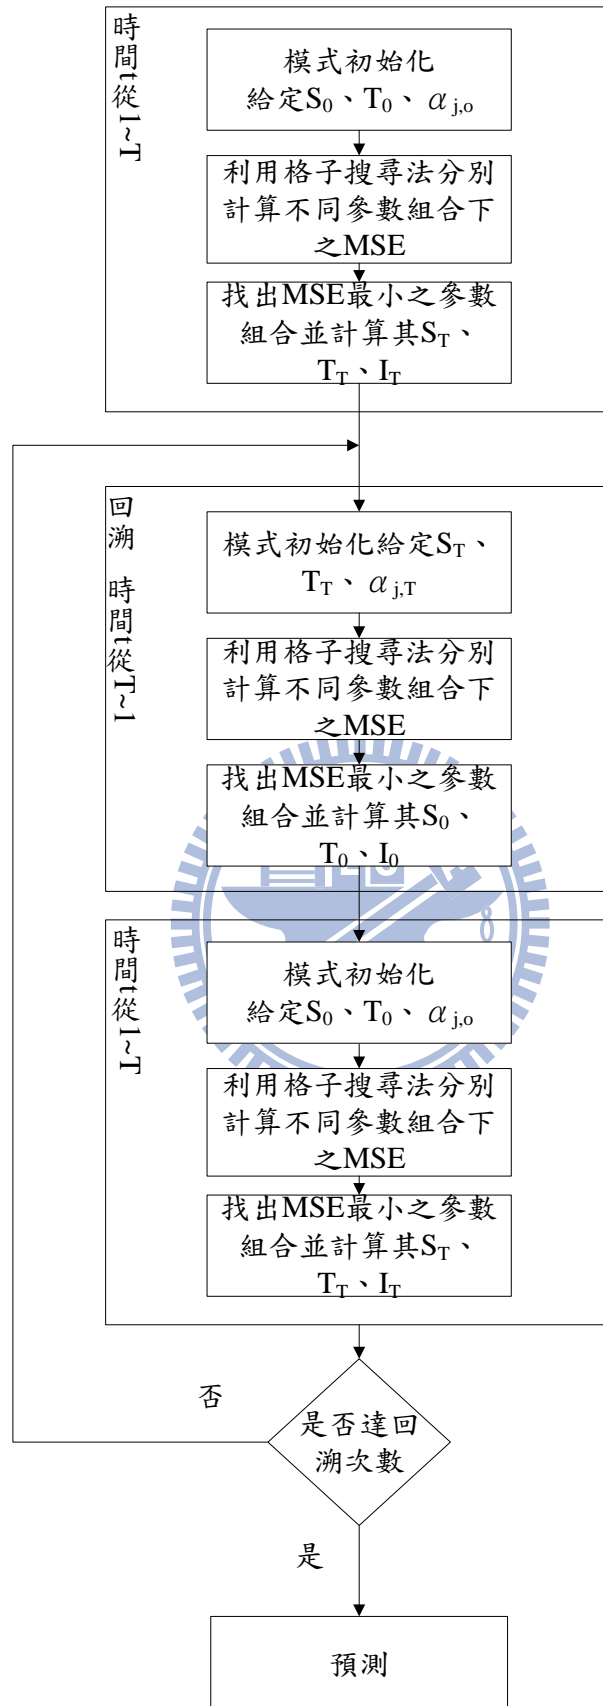 時間t從1~T
模式初始化
給定S₀、T₀、αj,o
利用格子搜尋法分別
計算不同參數組合下
之MSE
找出MSE最小之參數
組合並計算其S_T、
T_T、I_T
回溯 時間t從T~1
模式初始化給定S_T、
T_T、αj,T
利用格子搜尋法分別
計算不同參數組合下
之MSE
找出MSE最小之參數
組合並計算其S₀、
T₀、I₀
時間t從1~T
模式初始化
給定S₀、T₀、αj,o
利用格子搜尋法分別
計算不同參數組合下
之MSE
找出MSE最小之參數
組合並計算其S_T、
T_T、I_T
否
是否達回
溯次數
是
預測